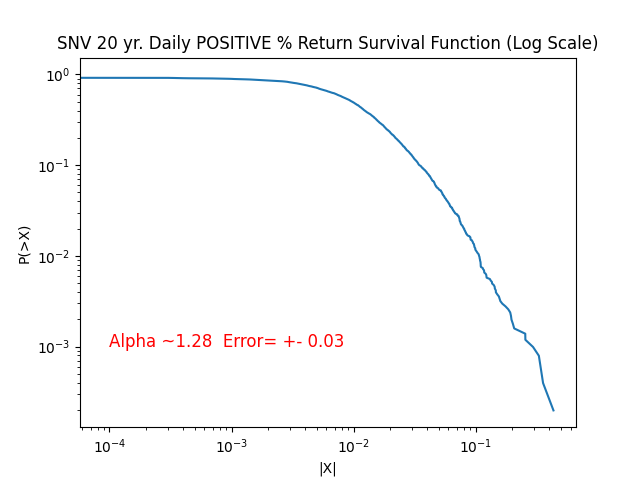 SNV 20 yr. Daily POSITIVE % Return Survival Function (Log Scale)
10⁰
10⁻¹
10⁻²
10⁻³
P(>X)
Alpha ~1.28  Error= +- 0.03
10⁻⁴ 10⁻³ 10⁻² 10⁻¹
|X|